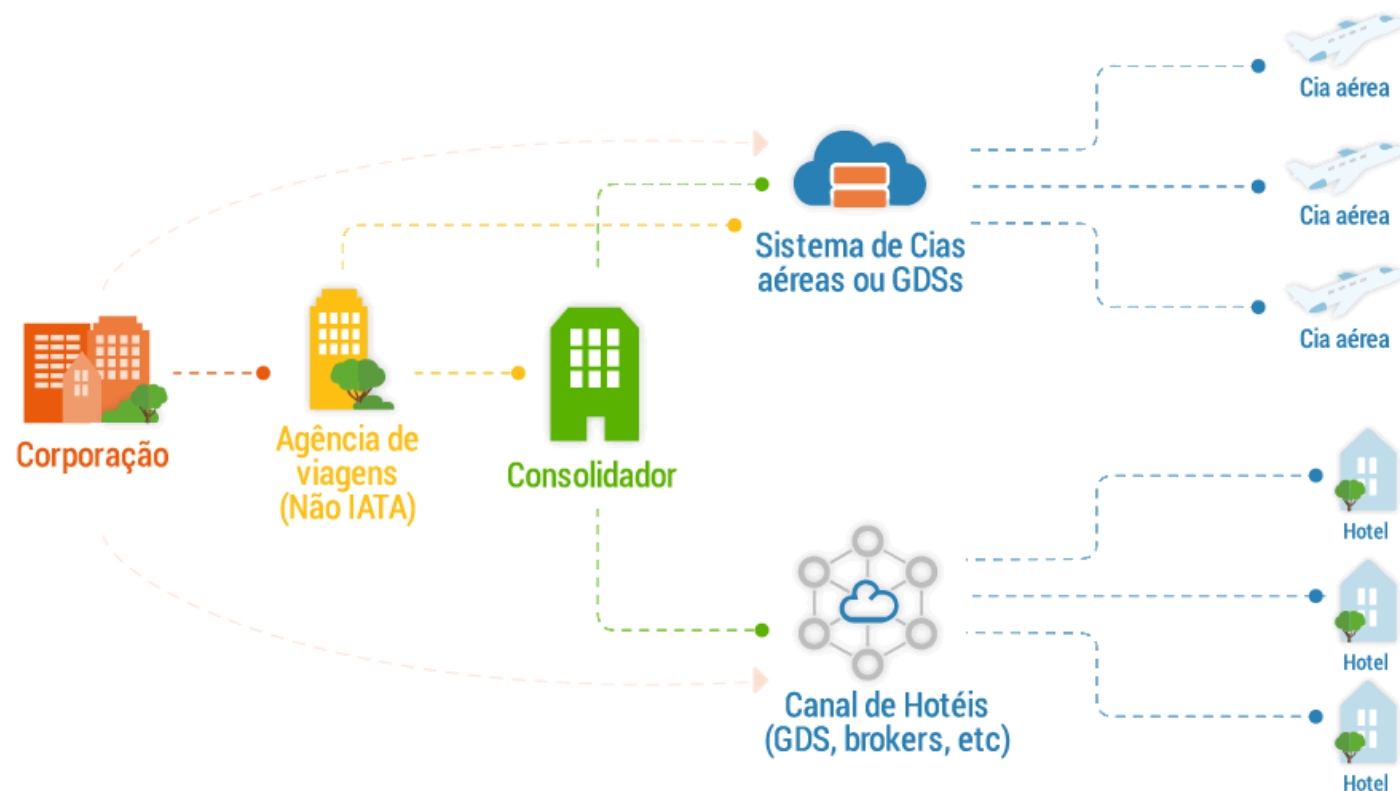 Cia aérea
Cia aérea
Sistema de Cias
aéreas ou GDSs
Cia aérea
Corporação
Agência de
viagens
(Não IATA)
Consolidador
Hotel
Hotel
Canal de Hotéis
(GDS, brokers, etc)
Hotel